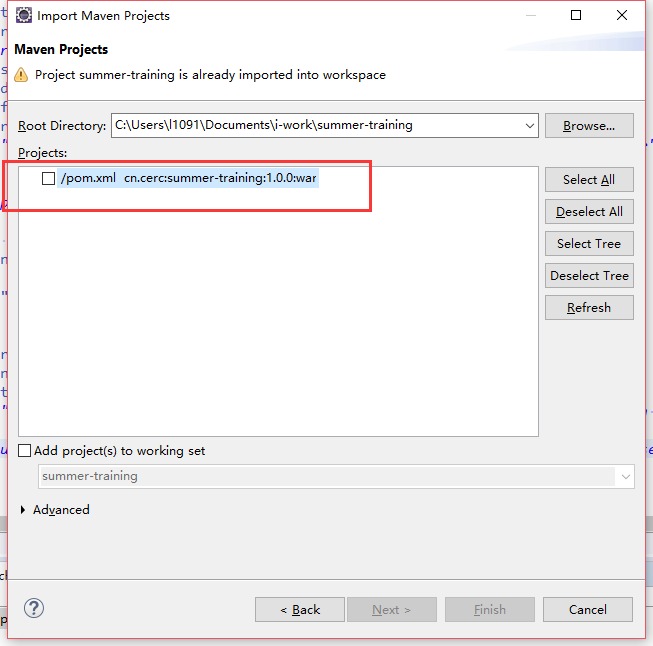 Import Maven Projects
Maven Projects
Project summer-training is already imported into workspace
Root Directory: C:\Users\l1091\Documents\i-work\summer-training Browse...
Projects:
/pom.xml cn.cerc:summer-training:1.0.0:war
Select All
Deselect All
Select Tree
Deselect Tree
Refresh
Add project(s) to working set
summer-training
Advanced
? < Back Next > Finish Cancel